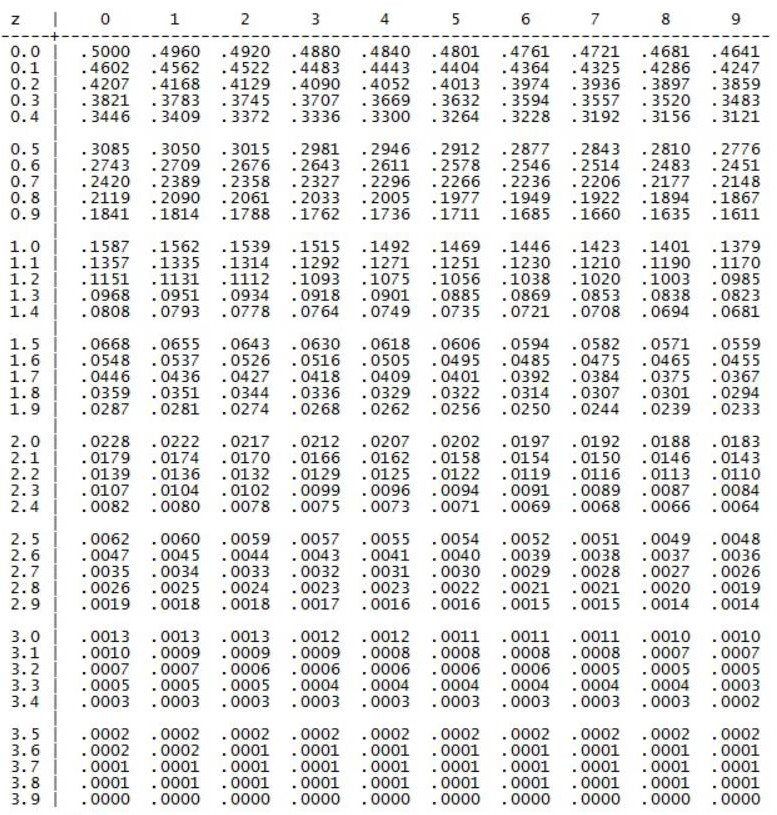 z | 0 1 2 3 4 5 6 7 8 9
0.0 | .5000 .4960 .4920 .4880 .4840 .4801 .4761 .4721 .4681 .4641
0.1 | .4602 .4562 .4522 .4483 .4443 .4404 .4364 .4325 .4286 .4247
0.2 | .4207 .4168 .4129 .4090 .4052 .4013 .3974 .3936 .3897 .3859
0.3 | .3821 .3783 .3745 .3707 .3669 .3632 .3594 .3557 .3520 .3483
0.4 | .3446 .3409 .3372 .3336 .3300 .3264 .3228 .3192 .3156 .3121
0.5 | .3085 .3050 .3015 .2981 .2946 .2912 .2877 .2843 .2810 .2776
0.6 | .2743 .2709 .2676 .2643 .2611 .2578 .2546 .2514 .2483 .2451
0.7 | .2420 .2389 .2358 .2327 .2296 .2266 .2236 .2206 .2177 .2148
0.8 | .2119 .2090 .2061 .2033 .2005 .1977 .1949 .1922 .1894 .1867
0.9 | .1841 .1814 .1788 .1762 .1736 .1711 .1685 .1660 .1635 .1611
1.0 | .1587 .1562 .1539 .1515 .1492 .1469 .1446 .1423 .1401 .1379
1.1 | .1357 .1335 .1314 .1292 .1271 .1251 .1230 .1210 .1190 .1170
1.2 | .1151 .1131 .1112 .1093 .1075 .1056 .1038 .1020 .1003 .0985
1.3 | .0968 .0951 .0934 .0918 .0901 .0885 .0869 .0853 .0838 .0823
1.4 | .0808 .0793 .0778 .0764 .0749 .0735 .0721 .0708 .0694 .0681
1.5 | .0668 .0655 .0643 .0630 .0618 .0606 .0594 .0582 .0571 .0559
1.6 | .0548 .0537 .0526 .0516 .0505 .0495 .0485 .0475 .0465 .0455
1.7 | .0446 .0436 .0427 .0418 .0409 .0401 .0392 .0384 .0375 .0367
1.8 | .0359 .0351 .0344 .0336 .0329 .0322 .0314 .0307 .0301 .0294
1.9 | .0287 .0281 .0274 .0268 .0262 .0256 .0250 .0244 .0239 .0233
2.0 | .0228 .0222 .0217 .0212 .0207 .0202 .0197 .0192 .0188 .0183
2.1 | .0179 .0174 .0170 .0166 .0162 .0158 .0154 .0150 .0146 .0143
2.2 | .0139 .0136 .0132 .0129 .0125 .0122 .0119 .0116 .0113 .0110
2.3 | .0107 .0104 .0102 .0099 .0096 .0094 .0091 .0089 .0087 .0084
2.4 | .0082 .0080 .0078 .0075 .0073 .0071 .0069 .0068 .0066 .0064
2.5 | .0062 .0060 .0059 .0057 .0055 .0054 .0052 .0051 .0049 .0048
2.6 | .0047 .0045 .0044 .0043 .0041 .0040 .0039 .0038 .0037 .0036
2.7 | .0035 .0034 .0033 .0032 .0031 .0030 .0029 .0028 .0027 .0026
2.8 | .0026 .0025 .0024 .0023 .0023 .0022 .0021 .0021 .0020 .0019
2.9 | .0019 .0018 .0018 .0017 .0016 .0016 .0015 .0015 .0014 .0014
3.0 | .0013 .0013 .0013 .0012 .0012 .0011 .0011 .0011 .0010 .0010
3.1 | .0010 .0009 .0009 .0009 .0008 .0008 .0008 .0008 .0007 .0007
3.2 | .0007 .0007 .0006 .0006 .0006 .0006 .0006 .0005 .0005 .0005
3.3 | .0005 .0005 .0005 .0004 .0004 .0004 .0004 .0004 .0004 .0003
3.4 | .0003 .0003 .0003 .0003 .0003 .0003 .0003 .0003 .0003 .0002
3.5 | .0002 .0002 .0002 .0002 .0002 .0002 .0002 .0002 .0002 .0002
3.6 | .0002 .0002 .0001 .0001 .0001 .0001 .0001 .0001 .0001 .0001
3.7 | .0001 .0001 .0001 .0001 .0001 .0001 .0001 .0001 .0001 .0001
3.8 | .0001 .0001 .0001 .0001 .0001 .0001 .0001 .0001 .0001 .0001
3.9 | .0000 .0000 .0000 .0000 .0000 .0000 .0000 .0000 .0000 .0000